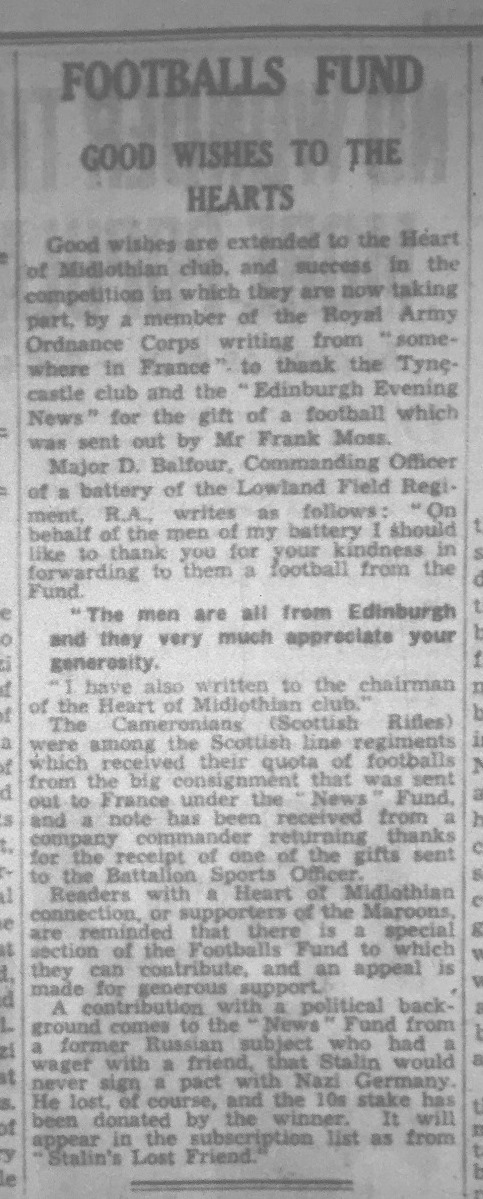 FOOTBALLS FUND
GOOD WISHES TO THE
HEARTS
Good wishes are extended to the Heart
of Midlothian club, and success in the
competition in which they are now taking
part, by a member of the Royal Army
Ordnance Corps writing from "some-
where in France" to thank the Tyne-
castle club and the "Edinburgh Evening
News" for the gift of a football which
was sent out by Mr Frank Moss.
Major D. Balfour, Commanding Officer
of a battery of the Lowland Field Regi-
ment, R.A., writes as follows: "On
behalf of the men of my battery I should
like to thank you for your kindness in
forwarding to them a football from the
Fund.
"The men are all from Edinburgh
and they very much appreciate your
generosity.
"I have also written to the chairman
of the Heart of Midlothian club."
The Cameronians (Scottish Rifles)
were among the Scottish line regiments
which received their quota of footballs
from the big consignment that was sent
out to France under the "News" Fund,
and a note has been received from a
company commander returning thanks
for the receipt of one of the gifts sent
to the Battalion Sports Officer.
Readers with a Heart of Midlothian
connection, or supporters of the Maroons,
are reminded that there is a special
section of the Footballs Fund to which
they can contribute, and an appeal is
made for generous support.
A contribution with a political back-
ground comes to the "News" Fund from
a former Russian subject who had a
wager with a friend, that Stalin would
never sign a pact with Nazi Germany.
He lost, of course, and the 10s stake has
been donated by the winner. It will
appear in the subscription list as from
"Stalin's Lost Friend."